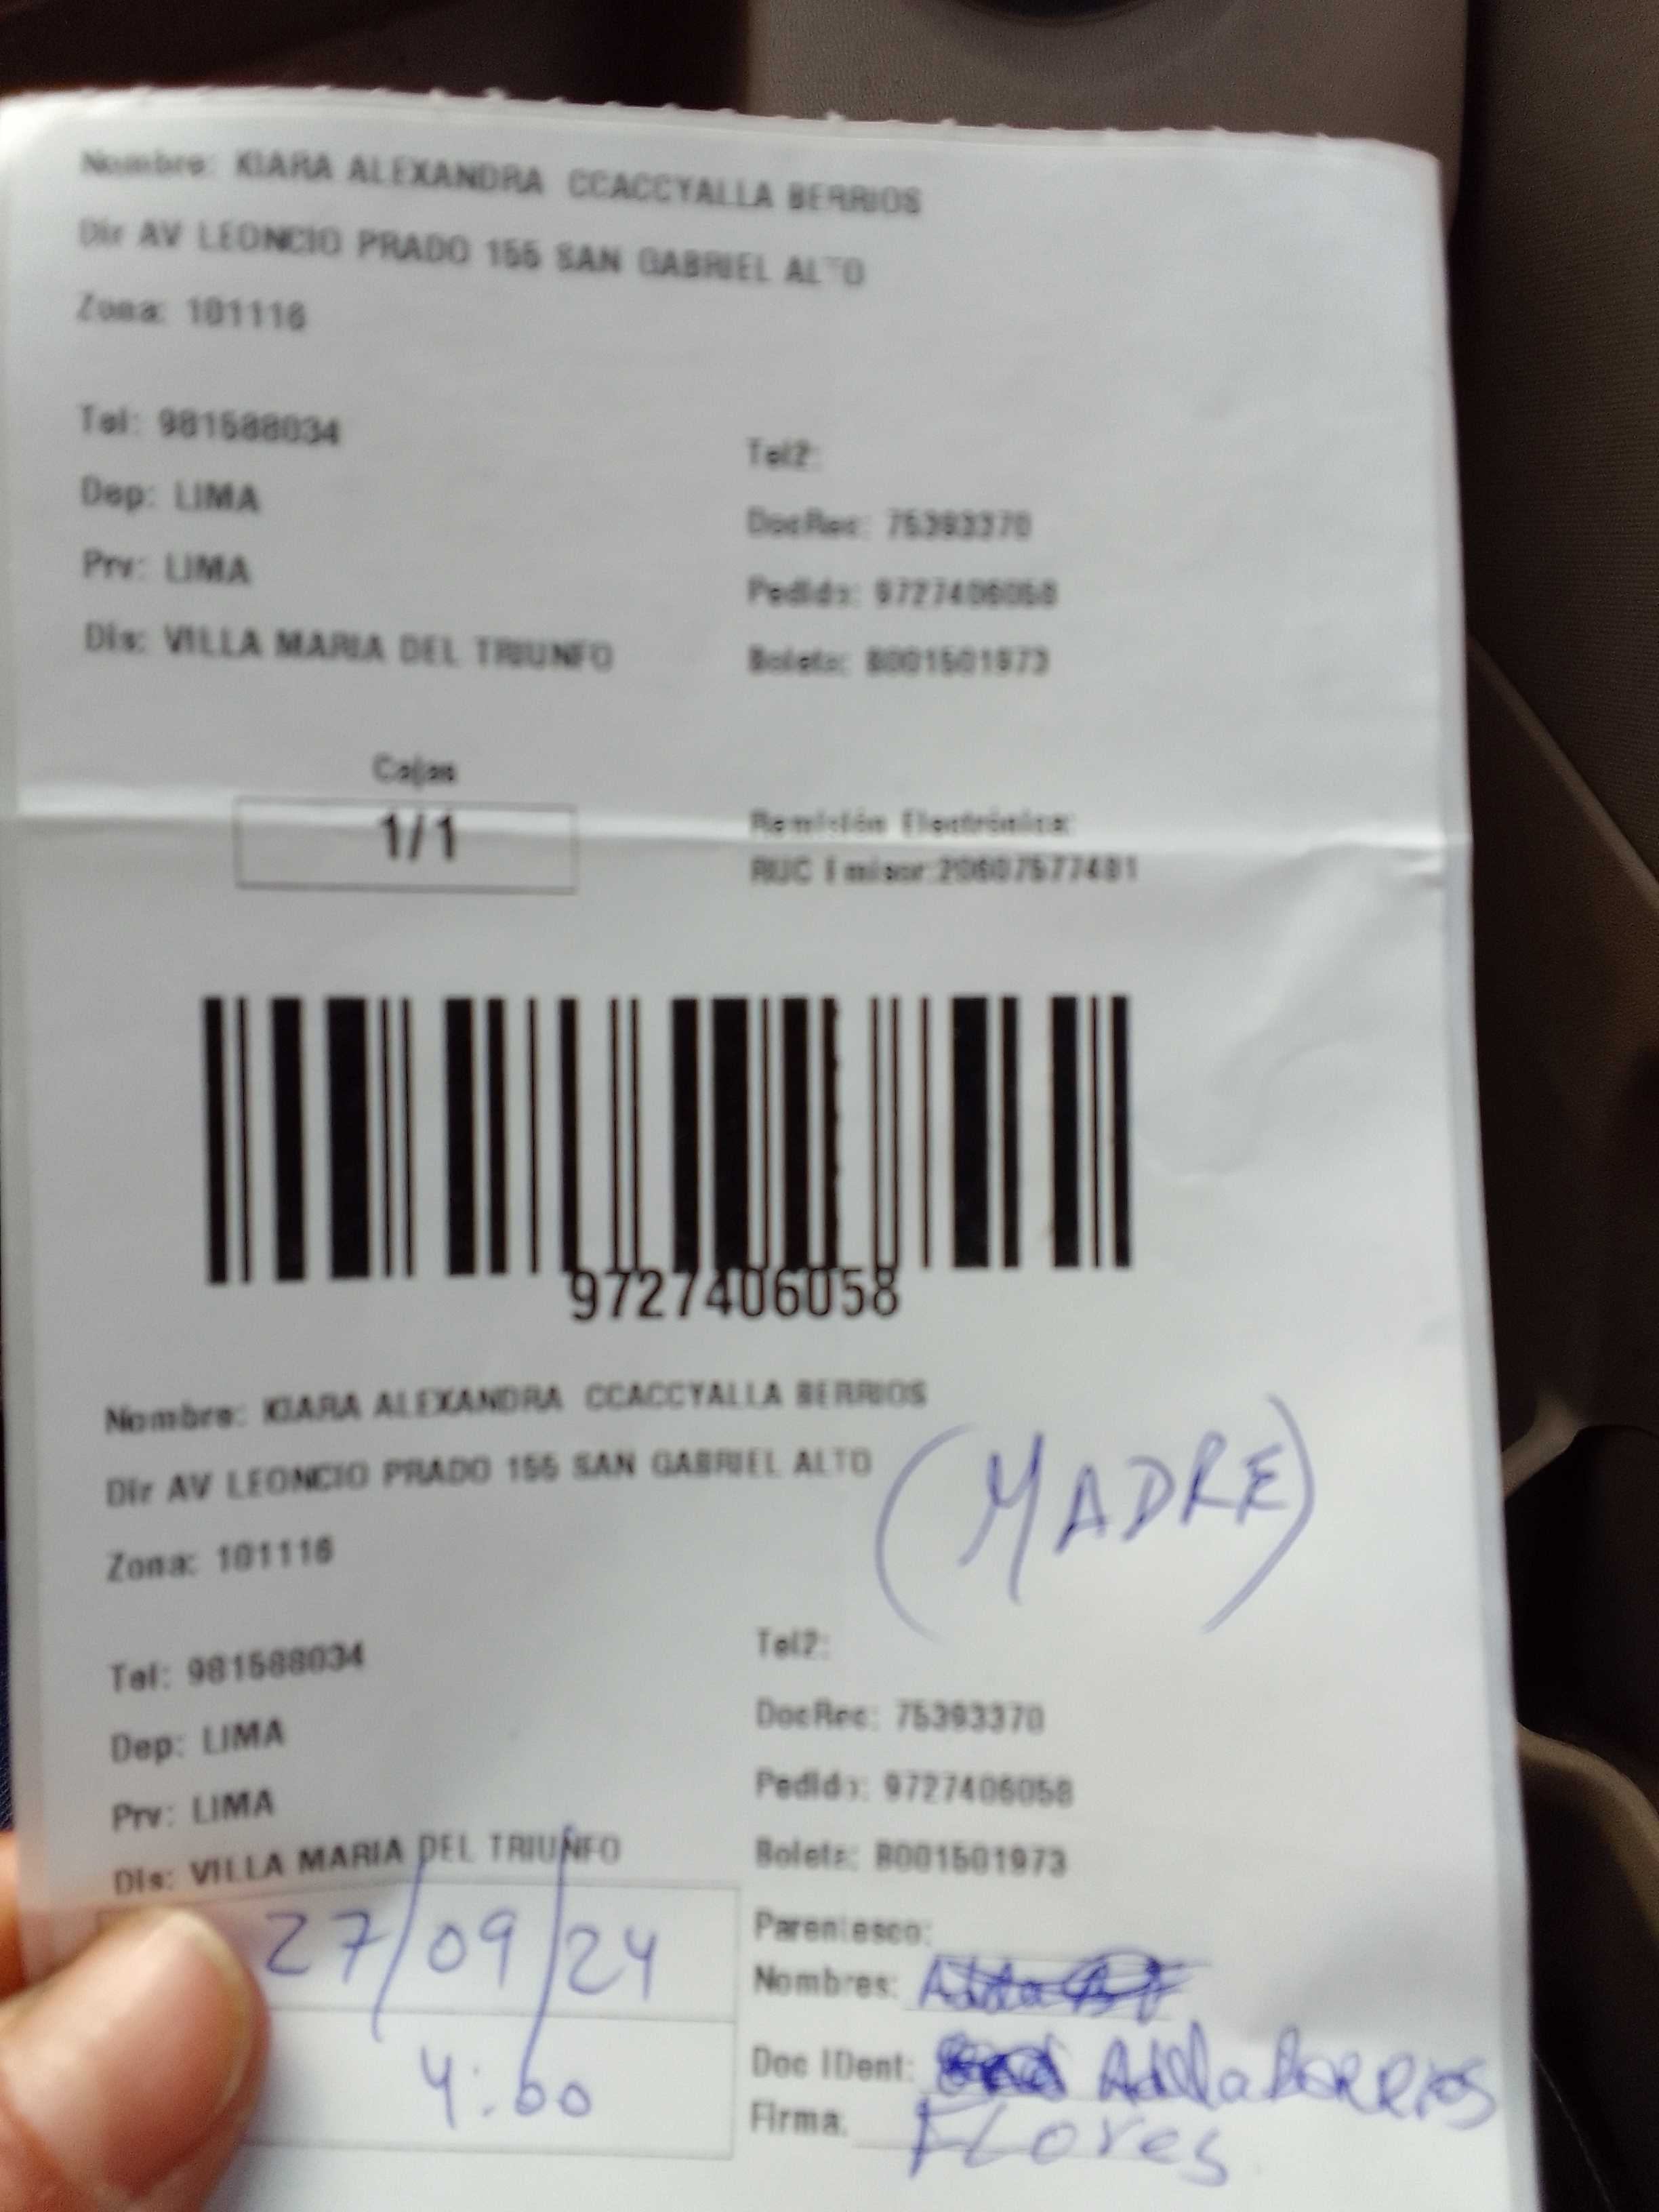 Nombre: KIARA ALEXANDRA CCACCYALLA BERRIOS
Dir AV LEONCIO PRADO 155 SAN GABRIEL ALTO
Zona: 101116
Tel: 981588034
Tel2:
Dep: LIMA
DocRec: 75393370
Prv: LIMA
Pedido: 9727406058
Dis: VILLA MARIA DEL TRIUNFO
Boleta: B001501973
Cajas
1/1
Remisión Electrónica:
RUC Emisor:20607577481
9727406058
Nombre: KIARA ALEXANDRA CCACCYALLA BERRIOS
Dir AV LEONCIO PRADO 155 SAN GABRIEL ALTO
(MADRE)
Zona: 101116
Tel: 981588034
Tel2:
Dep: LIMA
DocRec: 75393370
Prv: LIMA
Pedido: 9727406058
Dis: VILLA MARIA DEL TRIUNFO
Boleta: B001501973
27/09/24
Parentesco:
Nombres:
4:00
Doc IDent:
Firma: Flores